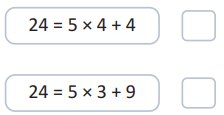 24 = 5 × 4 + 4
24 = 5 × 3 + 9